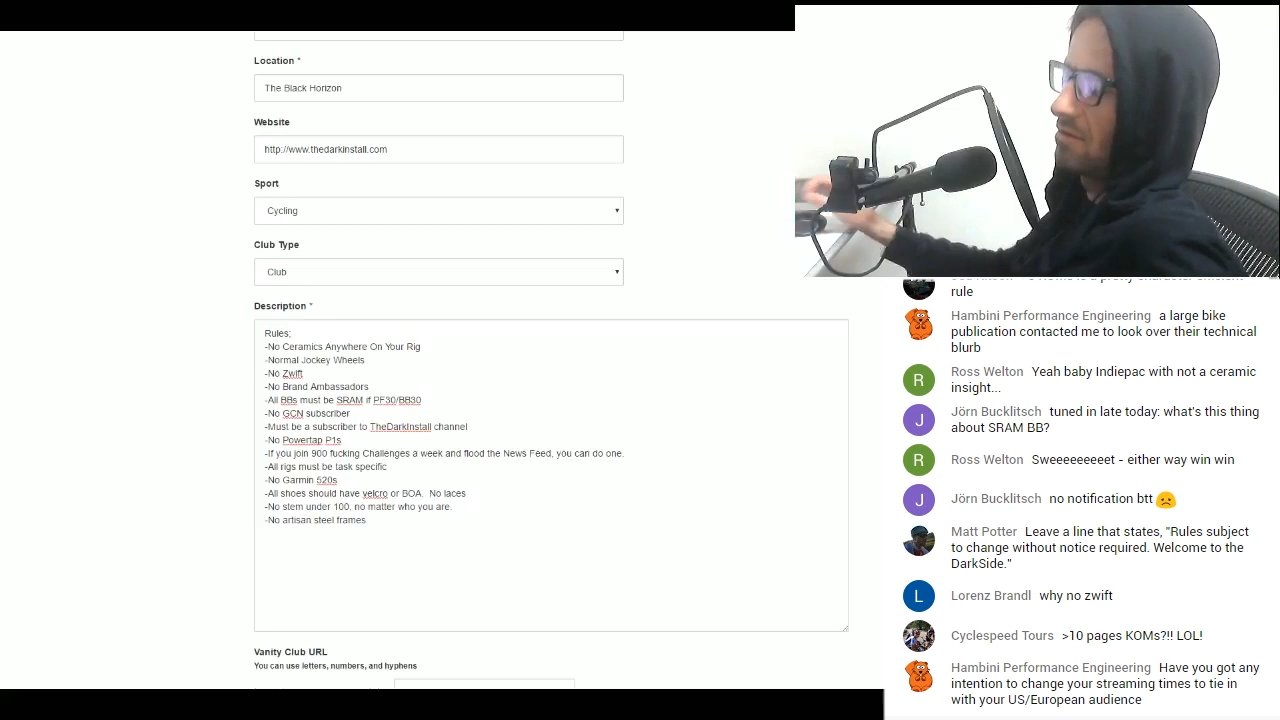 Location *
The Black Horizon
Website
http://www.thedarkinstall.com
Sport
Cycling
Club Type
Club
Description *
Rules;
-No Ceramics Anywhere On Your Rig
-Normal Jockey Wheels
-No Zwift
-No Brand Ambassadors
-All BBs must be SRAM if PF30/BB30
-No GCN subscriber
-Must be a subscriber to TheDarkInstall channel
-No Powertap P1s
-If you join 900 fucking Challenges a week and flood the News Feed, you can do one.
-All rigs must be task specific
-No Garmin 520s
-All shoes should have velcro or BOA.  No laces
-No stem under 100, no matter who you are.
-No artisan steel frames
Vanity Club URL
You can use letters, numbers, and hyphens
rule
Hambini Performance Engineering a large bike
publication contacted me to look over their technical
blurb
R
Ross Welton Yeah baby Indiepac with not a ceramic
insight...
J
Jörn Bucklitsch tuned in late today: what's this thing
about SRAM BB?
R
Ross Welton Sweeeeeeeeet - either way win win
J
Jörn Bucklitsch no notification btt
Matt Potter Leave a line that states, "Rules subject
to change without notice required. Welcome to the
DarkSide."
L
Lorenz Brandl why no zwift
Cyclespeed Tours >10 pages KOMs?!! LOL!
Hambini Performance Engineering Have you got any
intention to change your streaming times to tie in
with your US/European audience